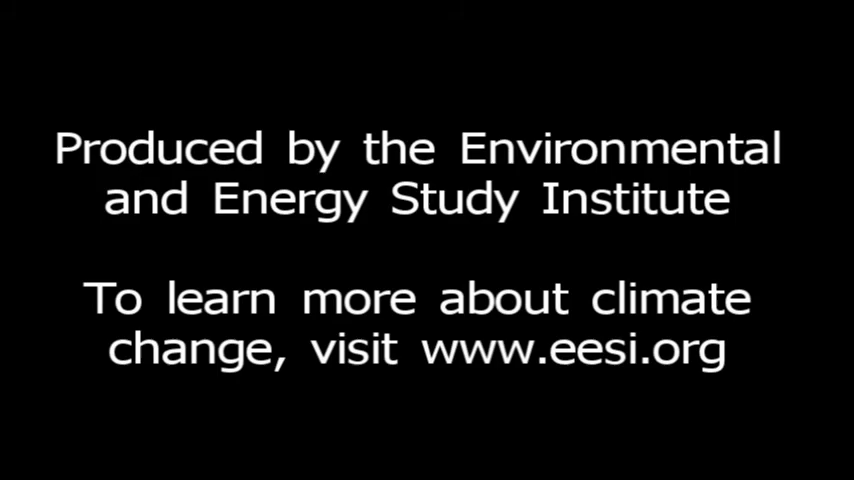 Produced by the Environmental
and Energy Study Institute
To learn more about climate
change, visit www.eesi.org